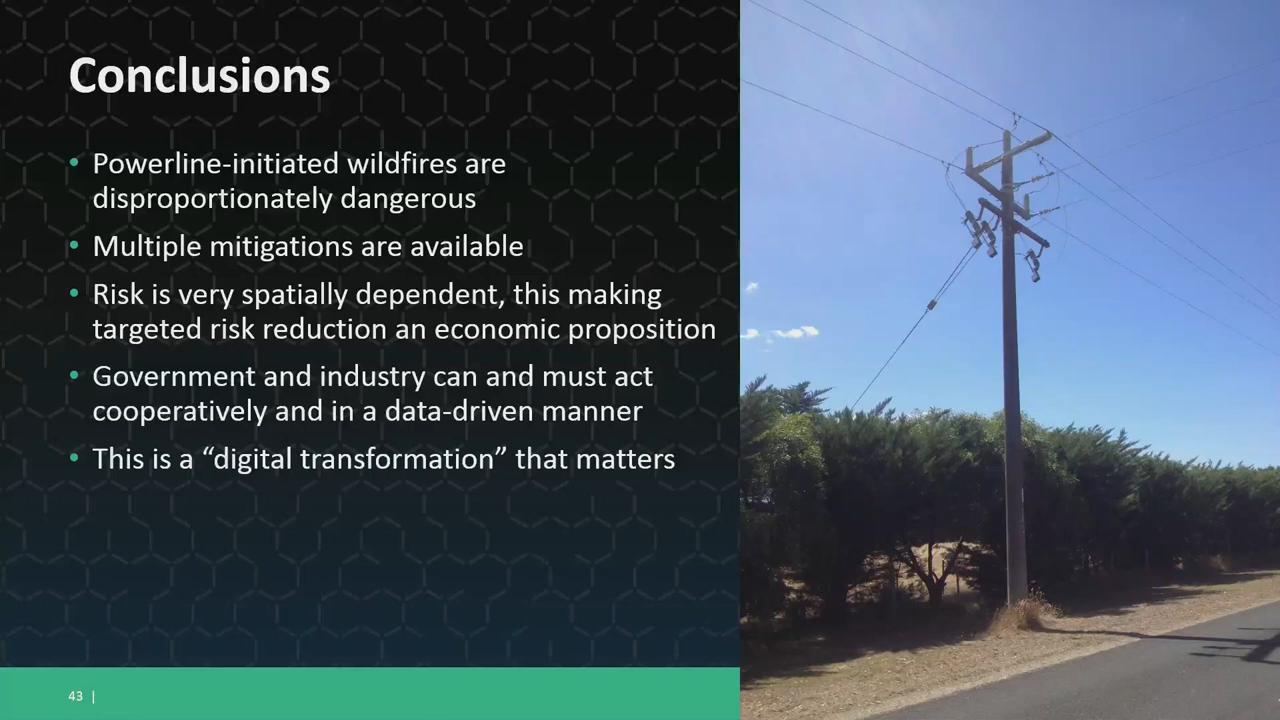 Conclusions
• Powerline-initiated wildfires are
disproportionately dangerous
• Multiple mitigations are available
• Risk is very spatially dependent, this making
targeted risk reduction an economic proposition
• Government and industry can and must act
cooperatively and in a data-driven manner
• This is a “digital transformation” that matters
43 |